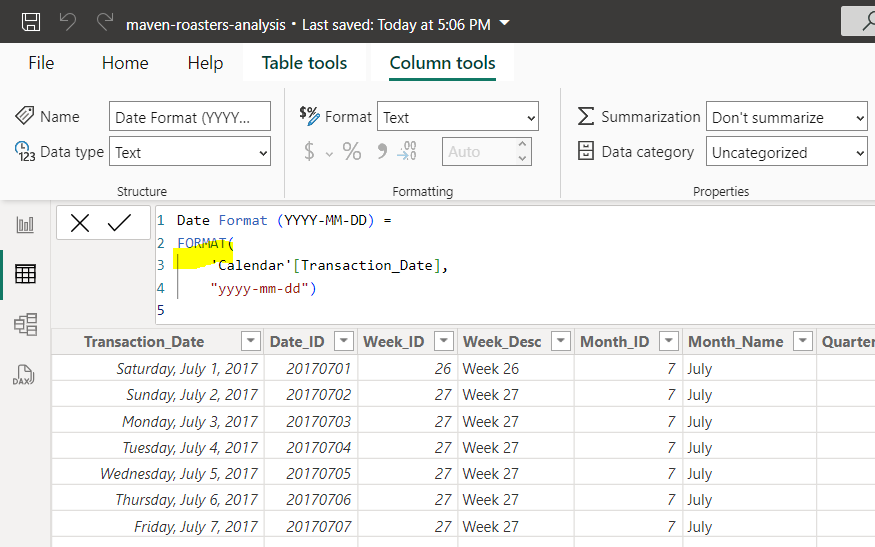 maven-roasters-analysis • Last saved: Today at 5:06 PM
File Home Help Table tools Column tools
Name Date Format (YYYY... $% Format Text Summarization Don't summarize
Data type Text $ % 9 .00 Auto Data category Uncategorized
Structure Formatting Properties
1 Date Format (YYYY-MM-DD) =
2 FORMAT(
3 'Calendar'[Transaction_Date],
4 "yyyy-mm-dd")
5
Transaction_Date Date_ID Week_ID Week_Desc Month_ID Month_Name Quarter
Saturday, July 1, 2017 20170701 26 Week 26 7 July
Sunday, July 2, 2017 20170702 27 Week 27 7 July
Monday, July 3, 2017 20170703 27 Week 27 7 July
Tuesday, July 4, 2017 20170704 27 Week 27 7 July
Wednesday, July 5, 2017 20170705 27 Week 27 7 July
Thursday, July 6, 2017 20170706 27 Week 27 7 July
Friday, July 7, 2017 20170707 27 Week 27 7 July
DAX